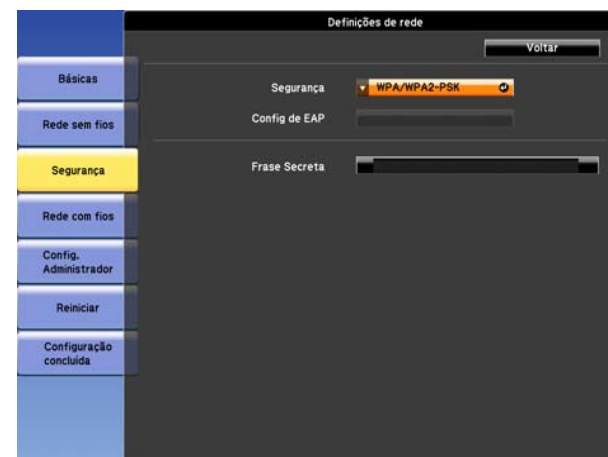 Definições de rede
Voltar
Básicas
Rede sem fios
Segurança
Rede com fios
Config.
Administrador
Reiniciar
Configuração
concluída
Segurança
WPA/WPA2-PSK
Config de EAP
Frase Secreta